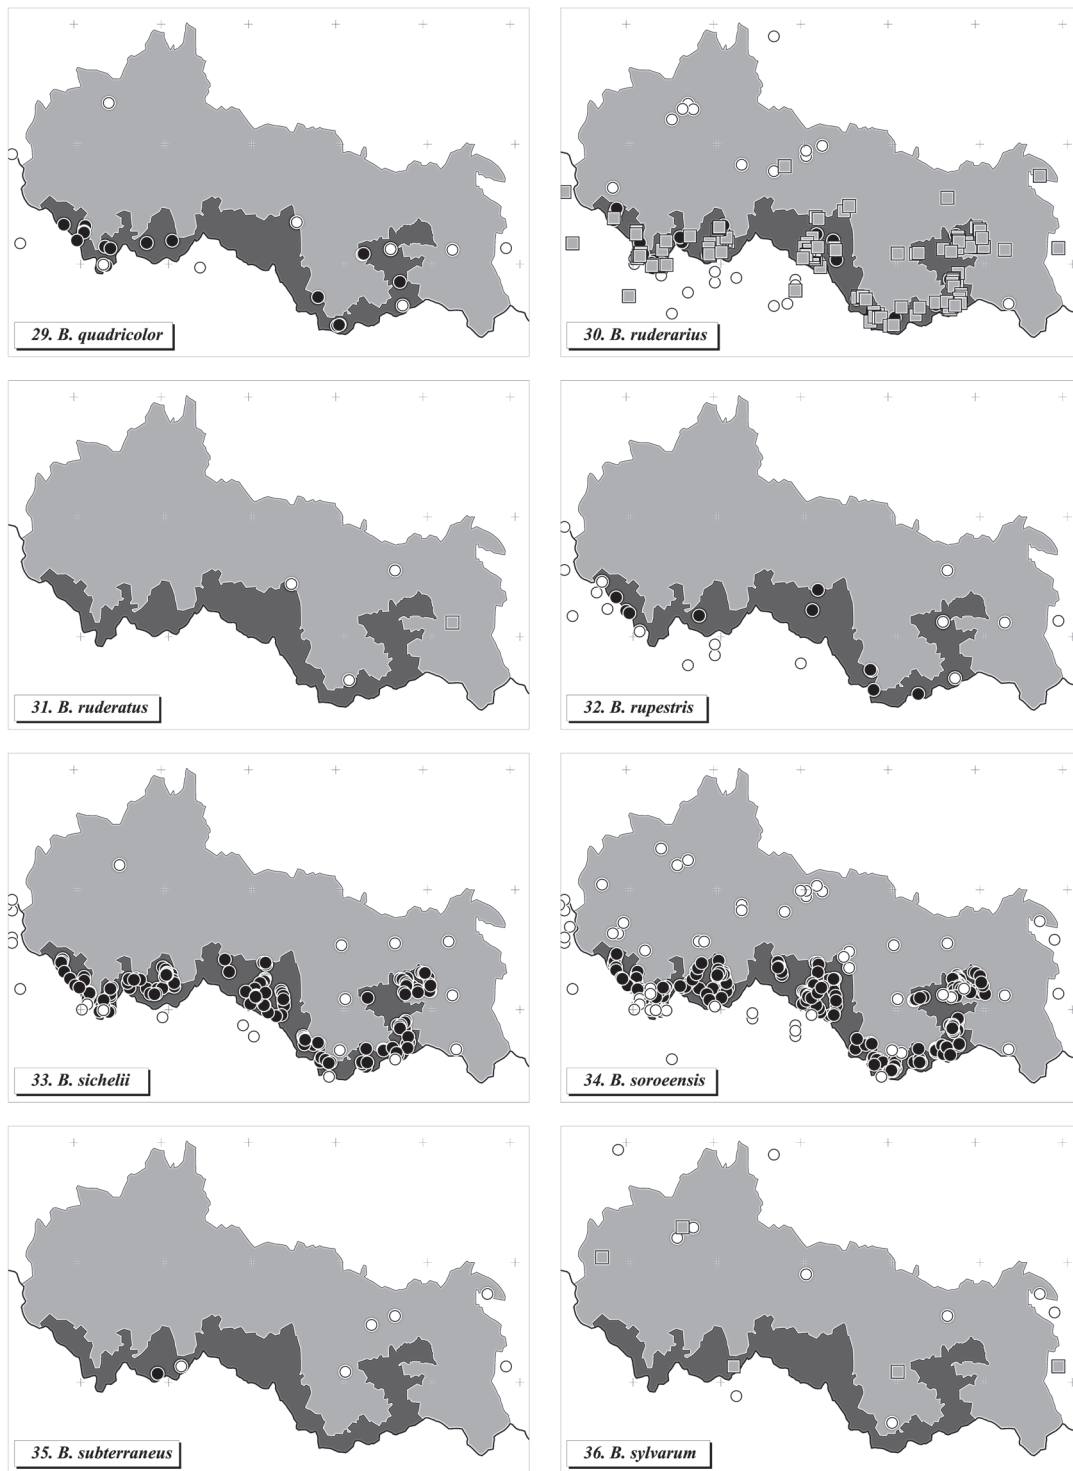 29. B. quadricolor
30. B. ruderarius
31. B. ruderatus
32. B. rupestris
33. B. sichelii
34. B. soroeensis
35. B. subterraneus
36. B. sylvarum